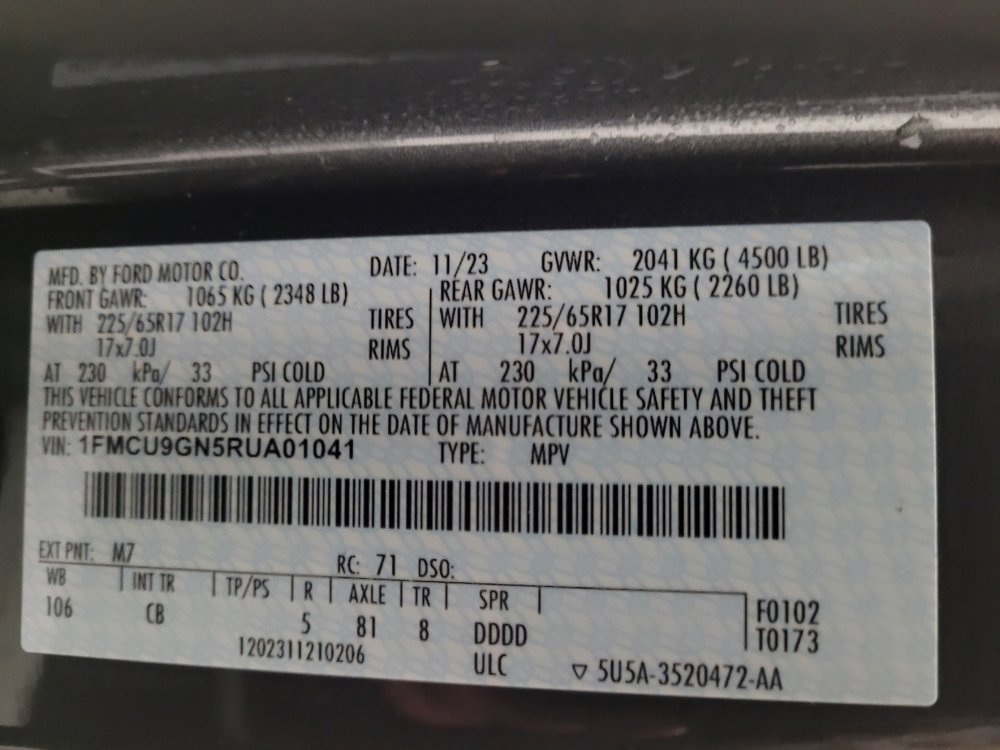 MFD. BY FORD MOTOR CO. DATE: 11/23 GVWR: 2041 KG ( 4500 LB)
FRONT GAWR: 1065 KG ( 2348 LB) REAR GAWR: 1025 KG ( 2260 LB)
WITH 225/65R17 102H TIRES WITH 225/65R17 102H TIRES
17x7.0J RIMS 17x7.0J RIMS
AT 230 kPa/ 33 PSI COLD AT 230 kPa/ 33 PSI COLD
THIS VEHICLE CONFORMS TO ALL APPLICABLE FEDERAL MOTOR VEHICLE SAFETY AND THEFT
PREVENTION STANDARDS IN EFFECT ON THE DATE OF MANUFACTURE SHOWN ABOVE.
VIN: 1FMCU9GN5RUA01041 TYPE: MPV
EXT PNT: M7 RC: 71 DSO:
WB INT TR TP/PS R AXLE TR SPR
106 CB 5 81 8 DDDD F0102
1202311210206 ULC T0173
▽ 5U5A-3520472-AA